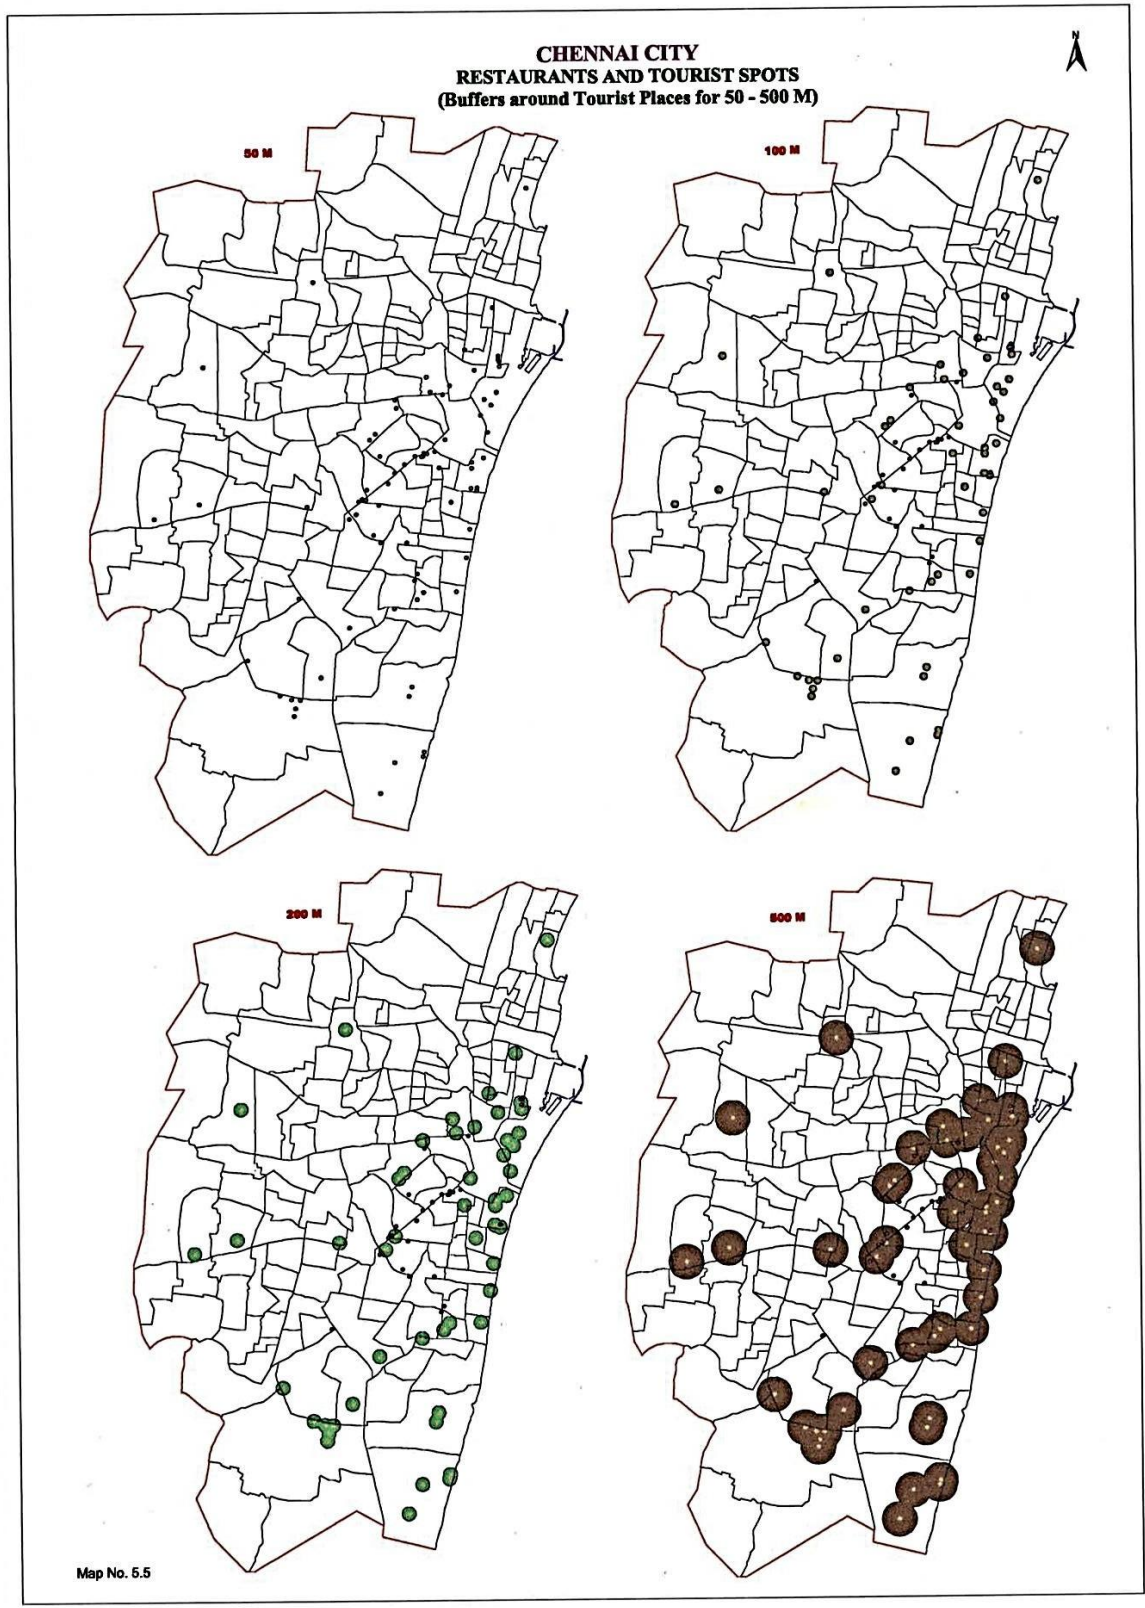 N
CHENNAI CITY
RESTAURANTS AND TOURIST SPOTS
(Buffers around Tourist Places for 50 - 500 M)
50 M
100 M
200 M
500 M
Map No. 5.5